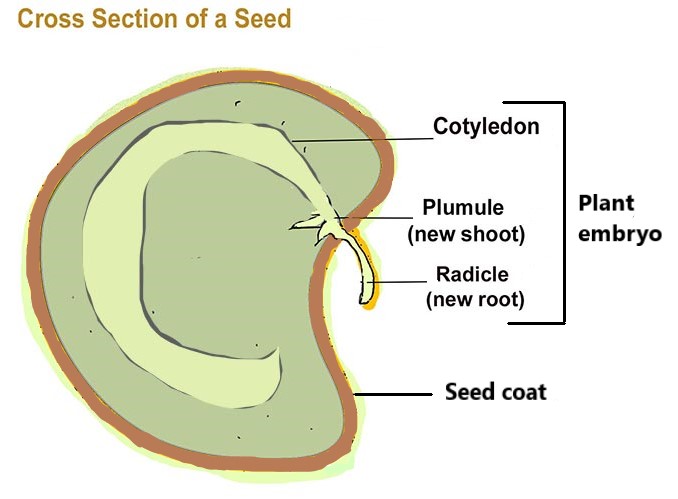 Cross Section of a Seed
Cotyledon
Plumule
(new shoot)
Radicle
(new root)
Plant
embryo
Seed coat